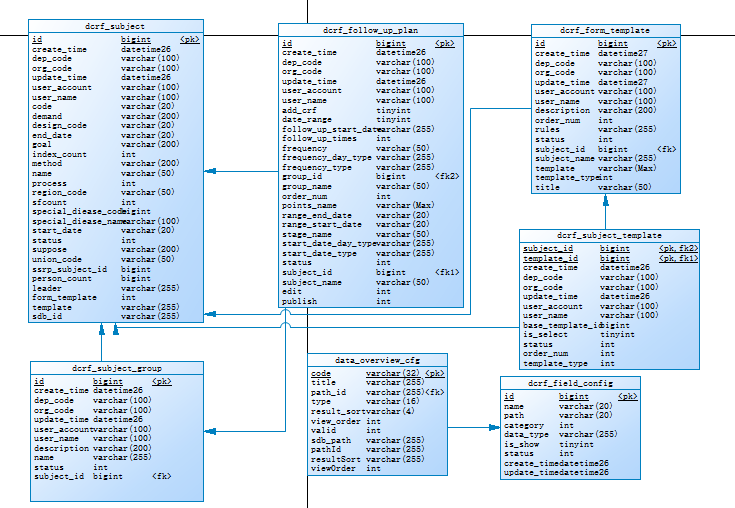 dcrf_subject
id bigint <pk>
create_time datetime26
dep_code varchar(100)
org_code varchar(100)
update_time datetime26
user_account varchar(100)
user_name varchar(100)
code varchar(20)
demand varchar(200)
design_code varchar(20)
end_date varchar(20)
goal varchar(200)
index_count int
method varchar(200)
name varchar(50)
process int
region_code varchar(50)
sfcount int
special_diease_code bigint
special_diease_name varchar(100)
start_date varchar(20)
status int
suppose varchar(200)
union_code varchar(50)
ssrp_subject_id bigint
person_count bigint
leader varchar(255)
form_template int
template varchar(255)
sdb_id varchar(255)
dcrf_follow_up_plan
id bigint <pk>
create_time datetime26
dep_code varchar(100)
org_code varchar(100)
update_time datetime26
user_account varchar(100)
user_name varchar(100)
add_crf tinyint
date_range tinyint
follow_up_start_date varchar(255)
follow_up_times int
frequency varchar(50)
frequency_day_type varchar(255)
frequency_type varchar(255)
group_id bigint <fk2>
group_name varchar(50)
order_num int
points_name varchar(Max)
range_end_date varchar(20)
range_start_date varchar(20)
stage_name varchar(50)
start_date_day_type varchar(255)
start_date_type varchar(255)
status int
subject_id bigint <fk1>
subject_name varchar(50)
edit int
publish int
dcrf_form_template
id bigint <pk>
create_time datetime27
dep_code varchar(100)
org_code varchar(100)
update_time datetime27
user_account varchar(100)
user_name varchar(100)
description varchar(200)
order_num int
rules varchar(255)
status int
subject_id bigint <fk>
subject_name varchar(255)
template varchar(Max)
template_type int
title varchar(50)
dcrf_subject_template
subject_id bigint <pk,fk2>
template_id bigint <pk,fk1>
create_time datetime26
dep_code varchar(100)
org_code varchar(100)
update_time datetime26
user_account varchar(100)
user_name varchar(100)
base_template_id bigint
is_select tinyint
status int
order_num int
template_type int
dcrf_subject_group
id bigint <pk>
create_time datetime26
dep_code varchar(100)
org_code varchar(100)
update_time datetime26
user_account varchar(100)
user_name varchar(100)
description varchar(200)
name varchar(255)
status int
subject_id bigint <fk>
data_overview_cfg
code varchar(32) <pk>
title varchar(255)
path_id varchar(255) <fk>
type varchar(16)
result_sort varchar(4)
view_order int
valid int
sdb_path varchar(255)
pathId varchar(255)
resultSort varchar(255)
viewOrder int
dcrf_field_config
id bigint <pk>
name varchar(20)
path varchar(20)
category int
data_type varchar(255)
is_show tinyint
status int
create_time datetime26
update_time datetime26